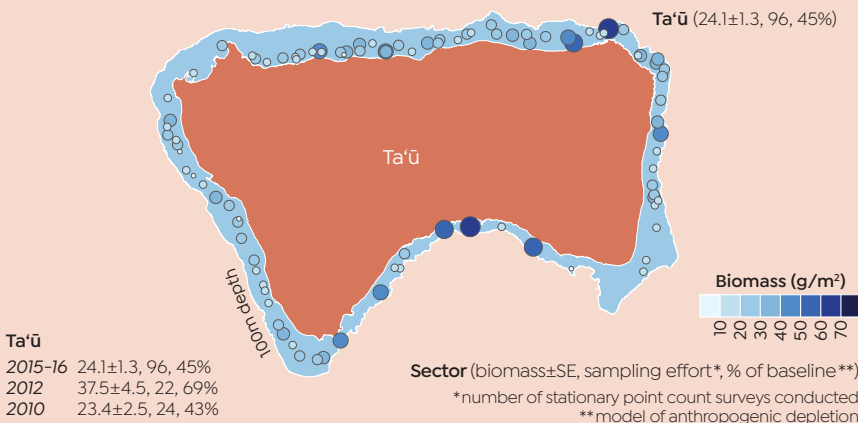 Ta‘ū (24.1±1.3, 96, 45%)
Ta‘ū
100m depth
Biomass (g/m²)
10 20 30 40 50 60 70
Ta‘ū
2015-16 24.1±1.3, 96, 45%
2012 37.5±4.5, 22, 69%
2010 23.4±2.5, 24, 43%
Sector (biomass±SE, sampling effort*, % of baseline**)
*number of stationary point count surveys conducted
**model of anthropogenic depletion